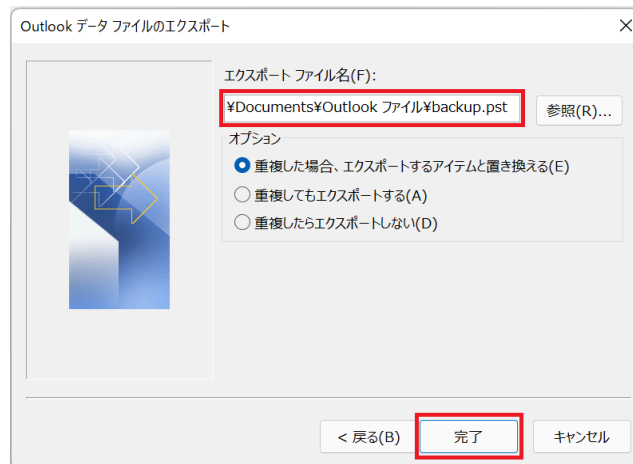 Outlook データ ファイルのエクスポート
エクスポート ファイル名(F):
¥Documents¥Outlook ファイル¥backup.pst
参照(R)...
オプション
重複した場合、エクスポートするアイテムと置き換える(E)
重複してもエクスポートする(A)
重複したらエクスポートしない(D)
< 戻る(B)
完了
キャンセル